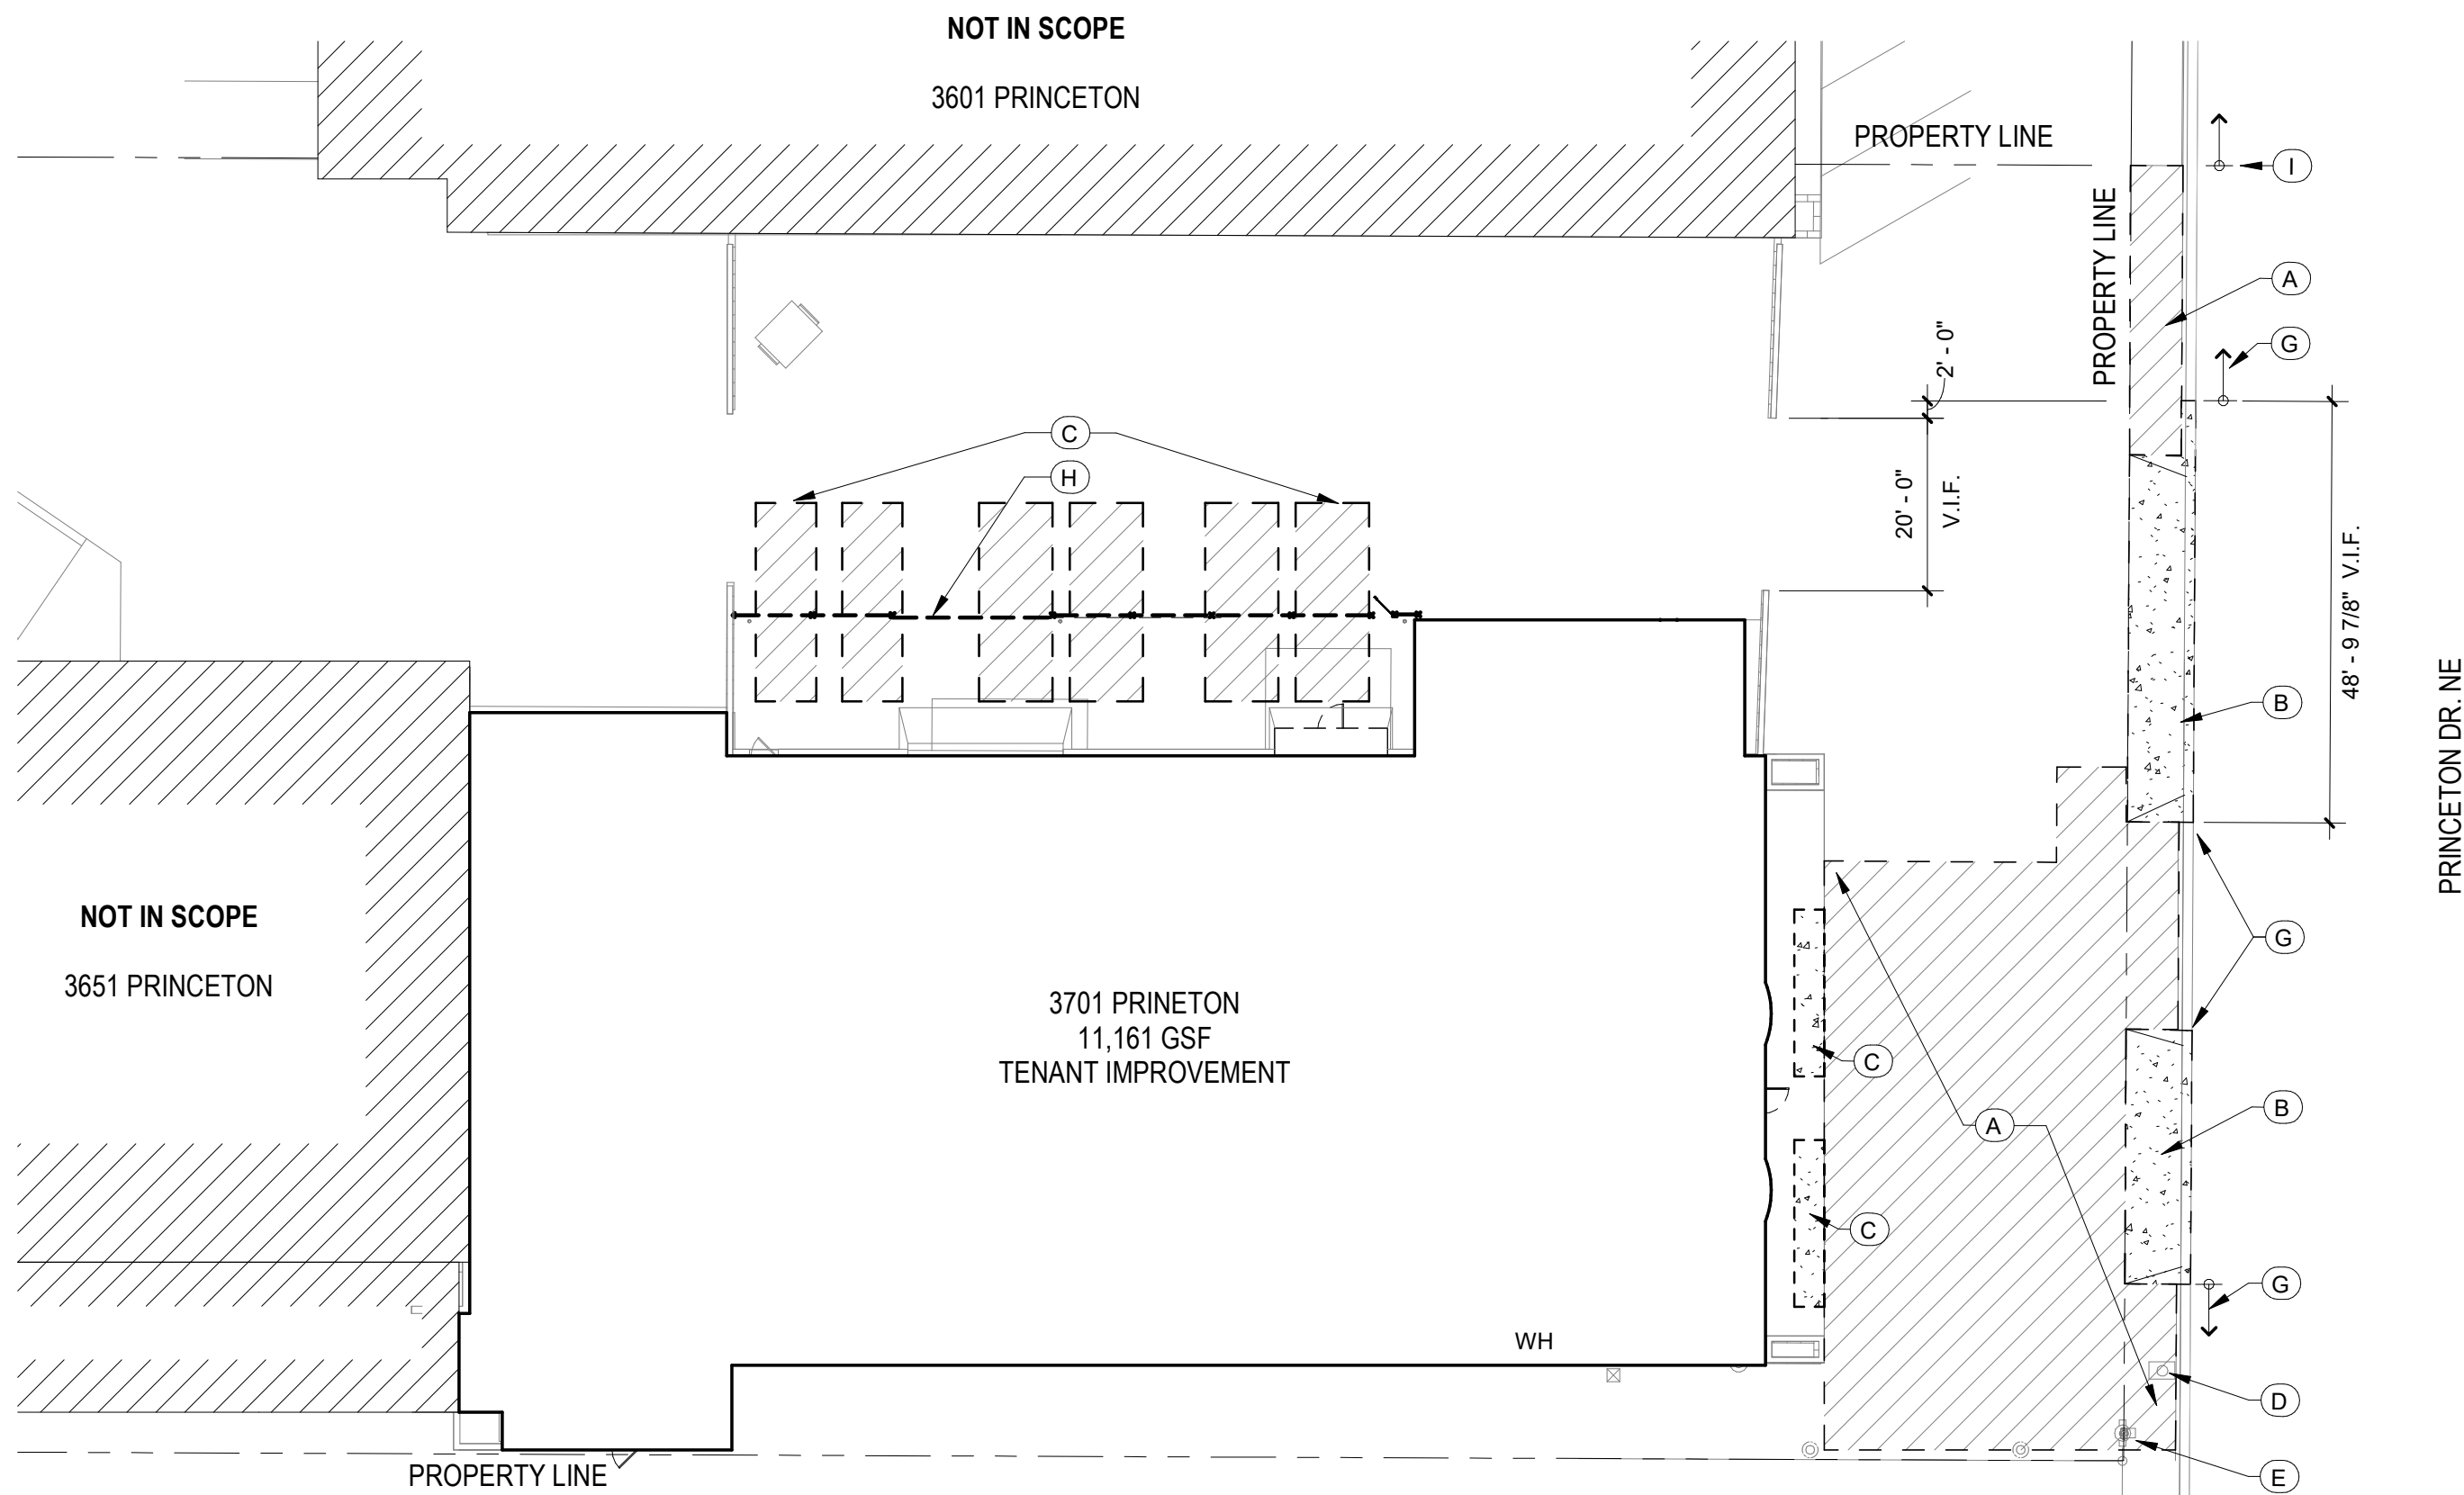 NOT IN SCOPE
3601 PRINCETON
PROPERTY LINE
I
PROPERTY LINE
A
G
2' - 0"
C
H
20' - 0"
V.I.F.
48' - 9 7/8" V.I.F.
B
PRINCETON DR. NE
NOT IN SCOPE
3651 PRINCETON
3701 PRINETON
11,161 GSF
TENANT IMPROVEMENT
G
C
A
B
C
G
WH
D
PROPERTY LINE
E